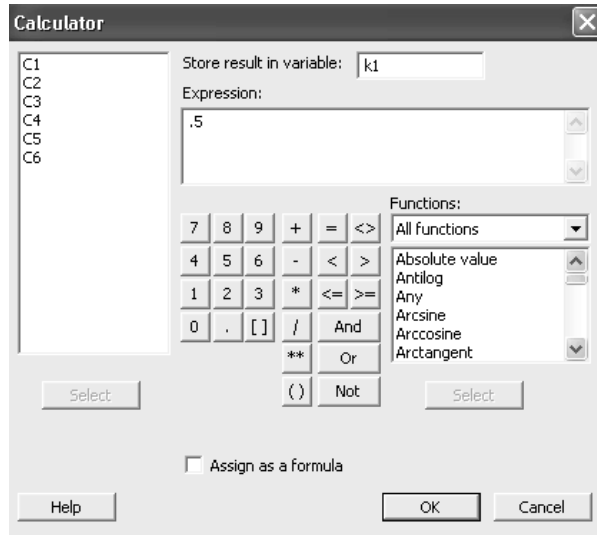 Calculator
C1
C2
C3
C4
C5
C6
Store result in variable: k1
Expression:
.5
Functions:
All functions
Absolute value
Antilog
Any
Arcsine
Arccosine
Arctangent
7 8 9 + = <>
4 5 6 - < >
1 2 3 * <= >=
0 . [ ] / And
** Or
( ) Not
Select
Select
Assign as a formula
Help
OK
Cancel